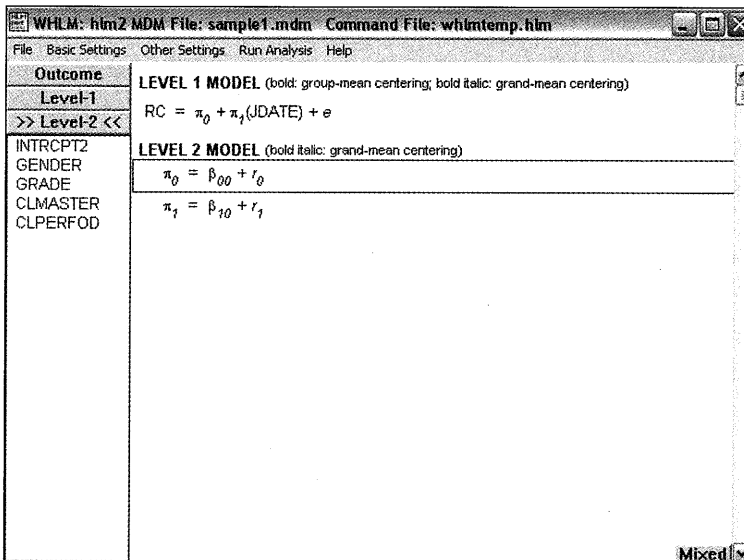 WHLM: hlm2 MDM File: sample1.mdm Command File: whlmtemp.hlm
File Basic Settings Other Settings Run Analysis Help
Outcome
Level-1
>> Level-2 <<
INTRCPT2
GENDER
GRADE
CLMASTER
CLPERFOD
LEVEL 1 MODEL (bold: group-mean centering; bold italic: grand-mean centering)
RC = π₀ + π₁(JDATE) + e
LEVEL 2 MODEL (bold italic: grand-mean centering)
π₀ = β₀₀ + r₀
π₁ = β₁₀ + r₁
Mixed